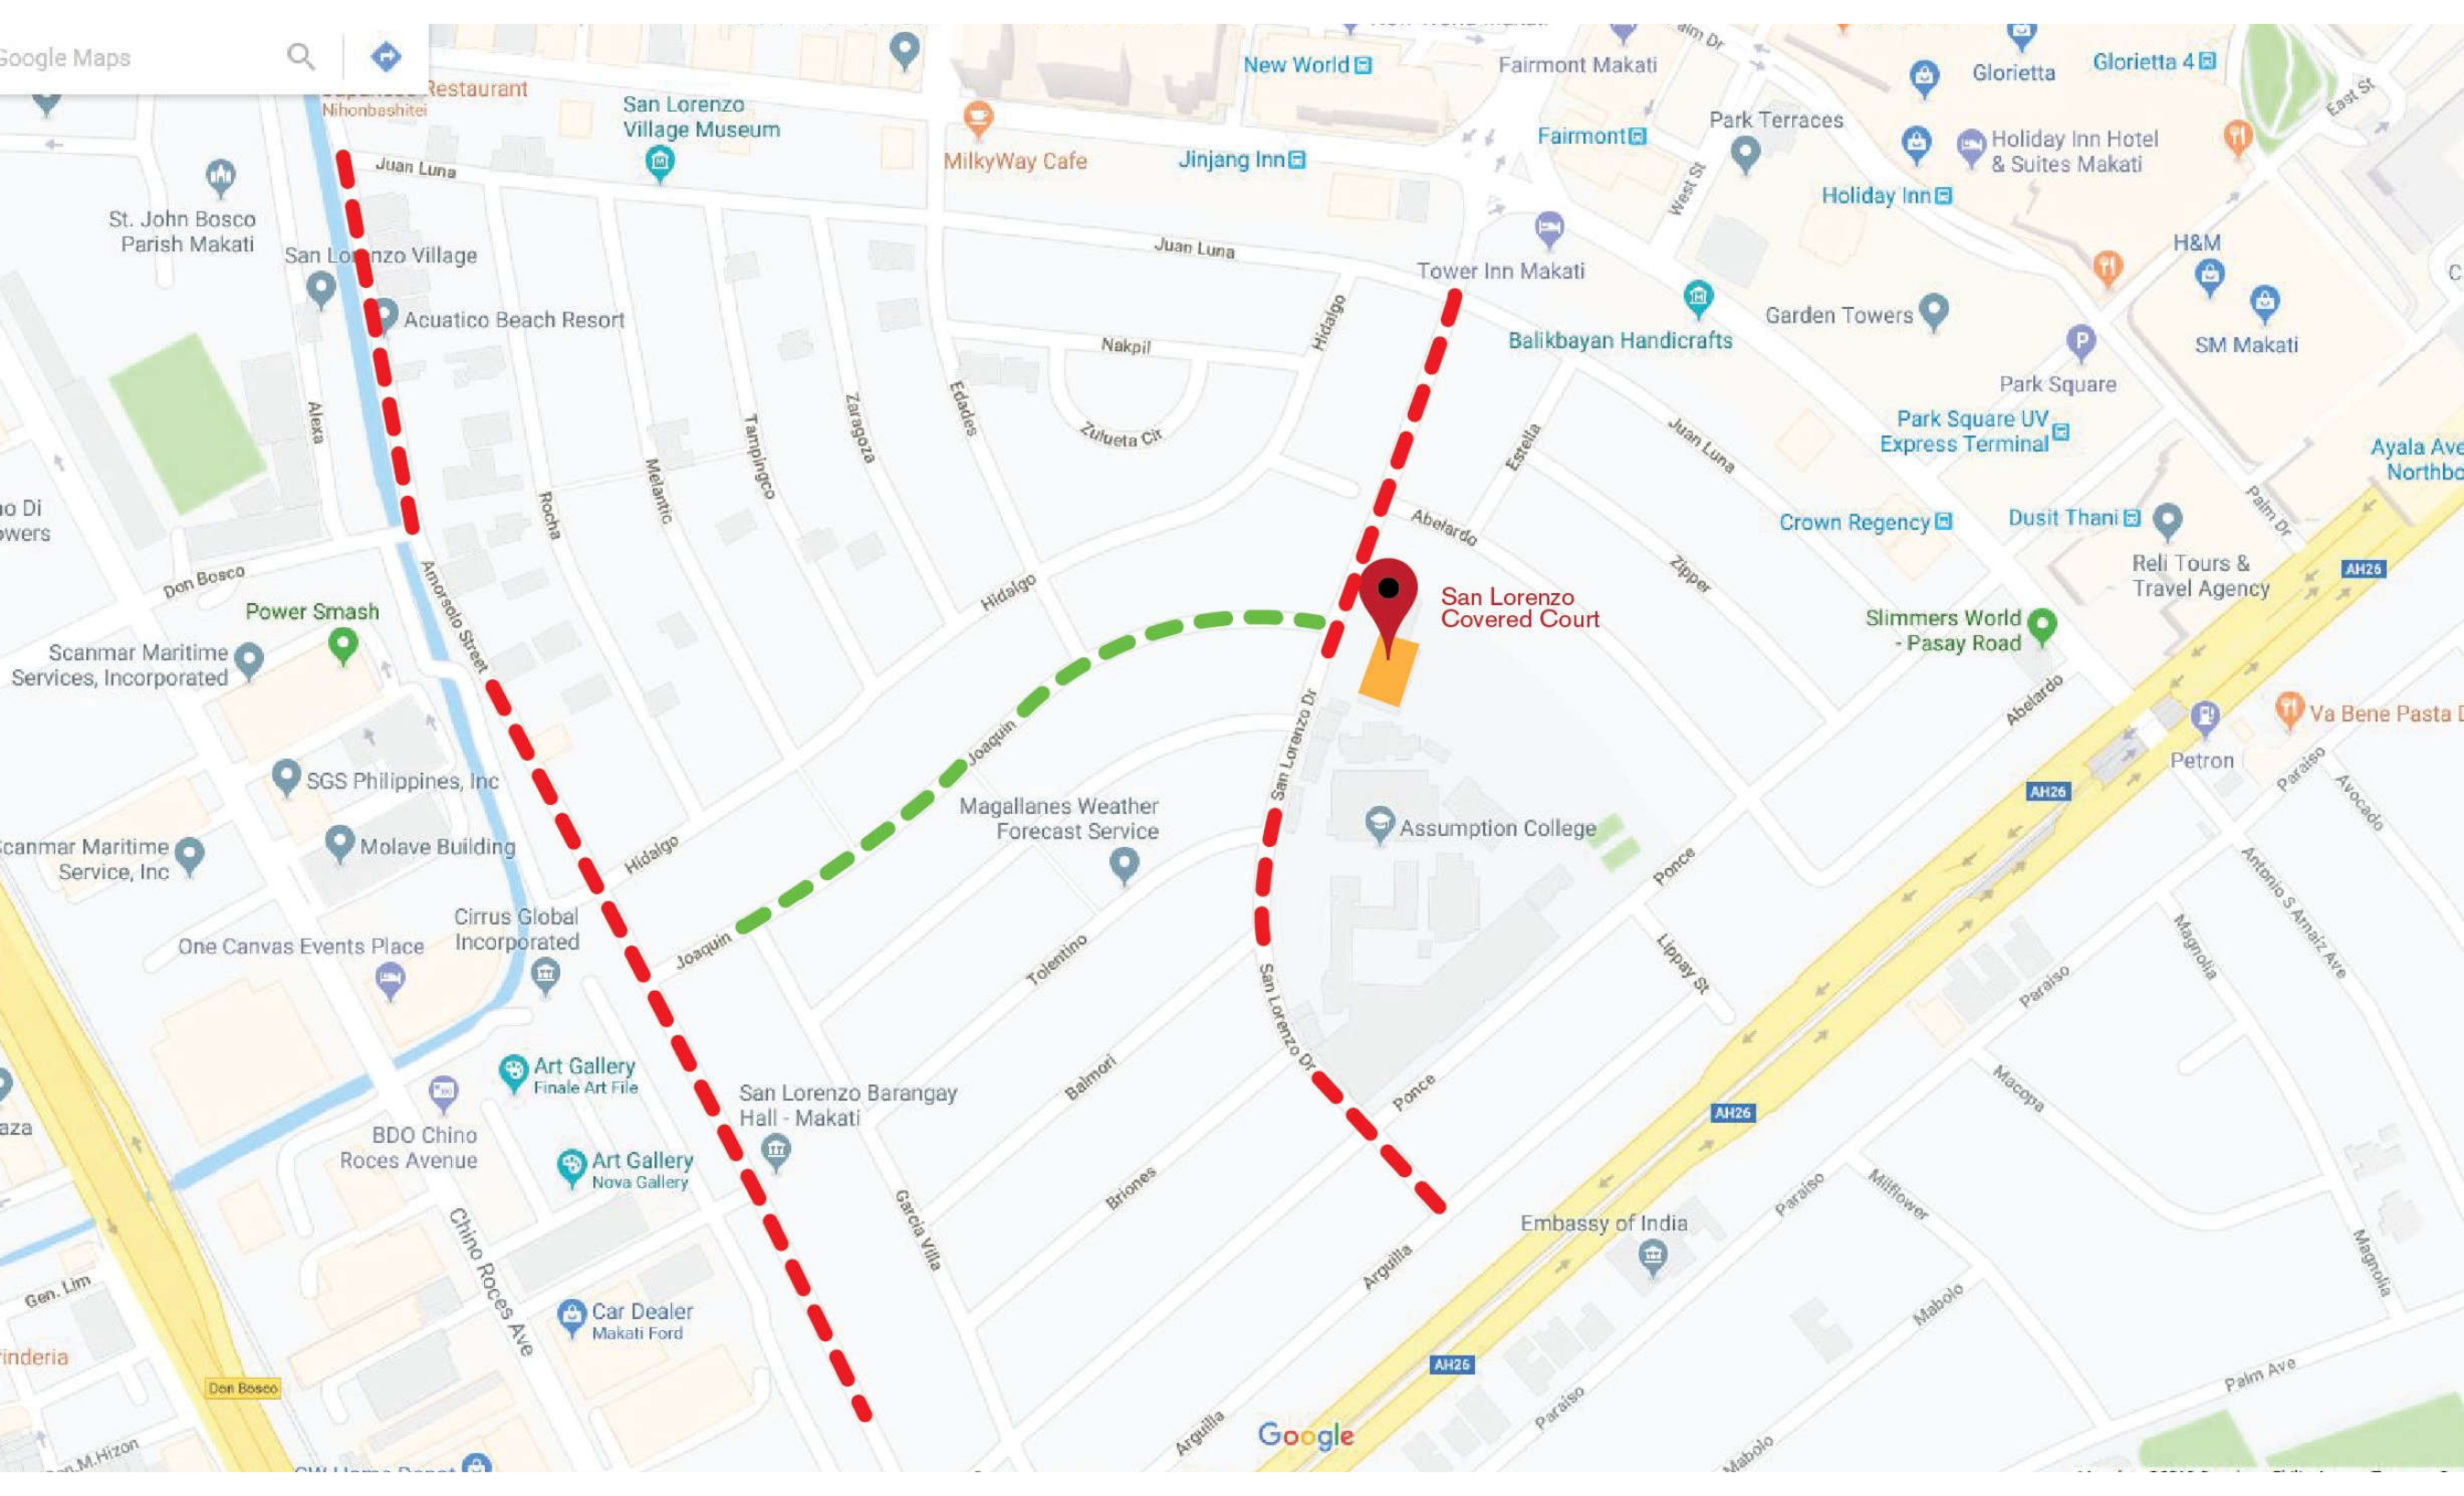 Google Maps
Restaurant
Nihonbashitei
San Lorenzo
Village Museum
MilkyWay Cafe
New World
Jinjang Inn
Fairmont Makati
Fairmont
Park Terraces
West St
Glorietta
Glorietta 4
East St
Holiday Inn Hotel
& Suites Makati
Holiday Inn
H&M
SM Makati
Juan Luna
St. John Bosco
Parish Makati
San Lorenzo Village
Acuatico Beach Resort
Juan Luna
Tower Inn Makati
Balikbayan Handicrafts
Garden Towers
Park Square
Park Square UV
Express Terminal
Hidalgo
Nakpil
Zulueta Cir
Edades
Zaragoza
Tampingco
Melantic
Rocha
Alexa
Estella
Juan Luna
Abelardo
Zipper
Crown Regency
Dusit Thani
Palm Dr
Reli Tours &
Travel Agency
AH26
Don Bosco
Amorsolo Street
Power Smash
Scanmar Maritime
Services, Incorporated
Hidalgo
San Lorenzo
Covered Court
Slimmers World
- Pasay Road
Abelardo
Petron
Va Bene Pasta
Paraiso
Avocado
AH26
SGS Philippines, Inc
Molave Building
Service, Inc
Hidalgo
Joaquin
San Lorenzo Dr
Magallanes Weather
Forecast Service
Assumption College
Ponce
Antonio S Arnaiz Ave
Cirrus Global
Incorporated
One Canvas Events Place
Joaquin
Tolentino
San Lorenzo Dr
Lippay St
Paraiso
Magnolia
Art Gallery
Finale Art File
San Lorenzo Barangay
Hall - Makati
Balmori
Ponce
AH26
Macopa
BDO Chino
Roces Avenue
Art Gallery
Nova Gallery
Garcia Villa
Briones
Arguilla
Embassy of India
Paraiso
Milflower
Magnolia
Gen. Lim
Chino Roces Ave
Car Dealer
Makati Ford
Mabolo
Don Bosco
AH26
Paraiso
Palm Ave
Arguilla
Google
Mabolo